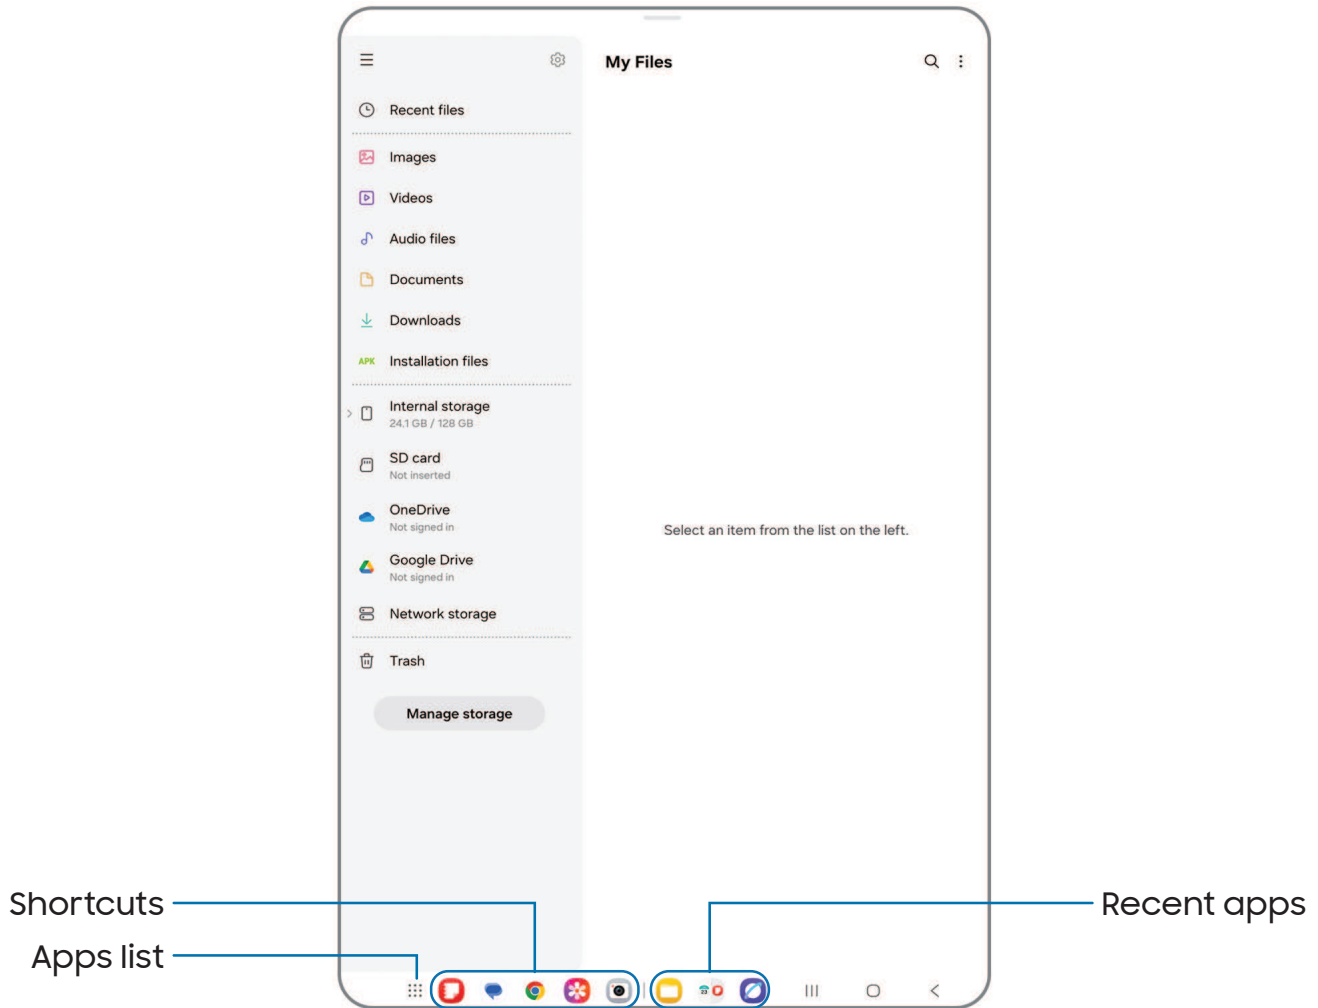 My Files
Recent files
Images
Videos
Audio files
Documents
Downloads
APK Installation files
Internal storage
24.1 GB / 128 GB
SD card
Not inserted
OneDrive
Not signed in
Google Drive
Not signed in
Network storage
Trash
Manage storage
Select an item from the list on the left.
Shortcuts
Apps list
Recent apps
23